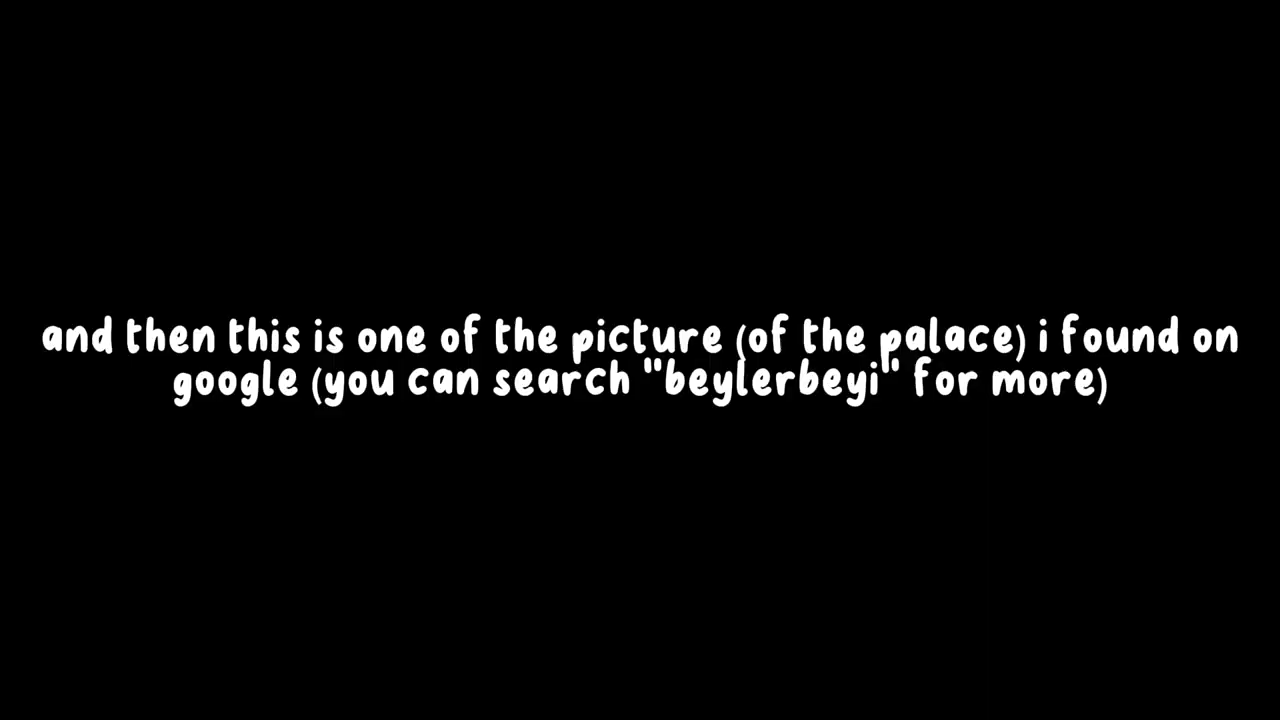 and then this is one of the picture (of the palace) i found on
google (you can search "beylerbeyi" for more)